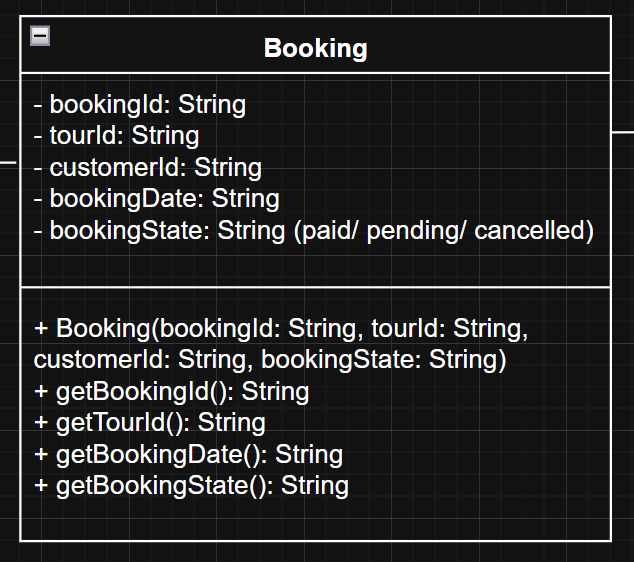 Booking
- bookingId: String
- tourId: String
- customerId: String
- bookingDate: String
- bookingState: String (paid/ pending/ cancelled)
+ Booking(bookingId: String, tourId: String,
customerId: String, bookingState: String)
+ getBookingId(): String
+ getTourId(): String
+ getBookingDate(): String
+ getBookingState(): String